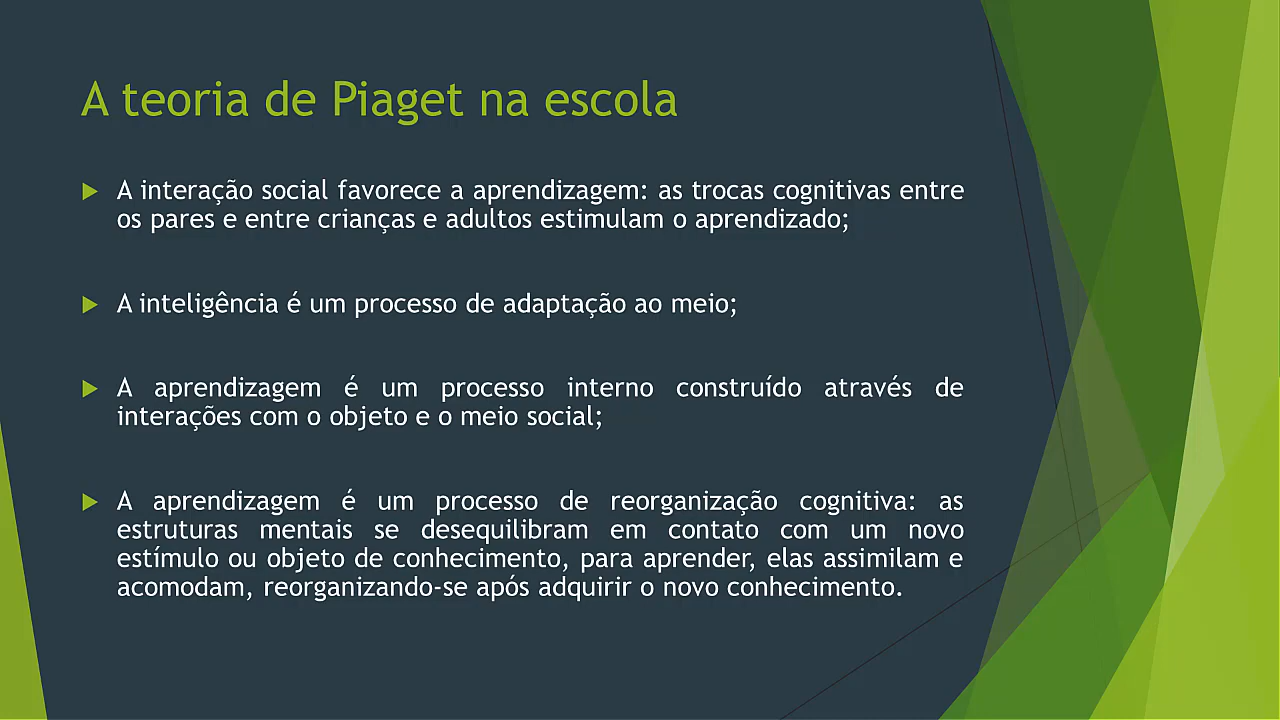 A teoria de Piaget na escola
A interação social favorece a aprendizagem: as trocas cognitivas entre
os pares e entre crianças e adultos estimulam o aprendizado;
A inteligência é um processo de adaptação ao meio;
A aprendizagem é um processo interno construído através de
interações com o objeto e o meio social;
A aprendizagem é um processo de reorganização cognitiva: as
estruturas mentais se desequilibram em contato com um novo
estímulo ou objeto de conhecimento, para aprender, elas assimilam e
acomodam, reorganizando-se após adquirir o novo conhecimento.